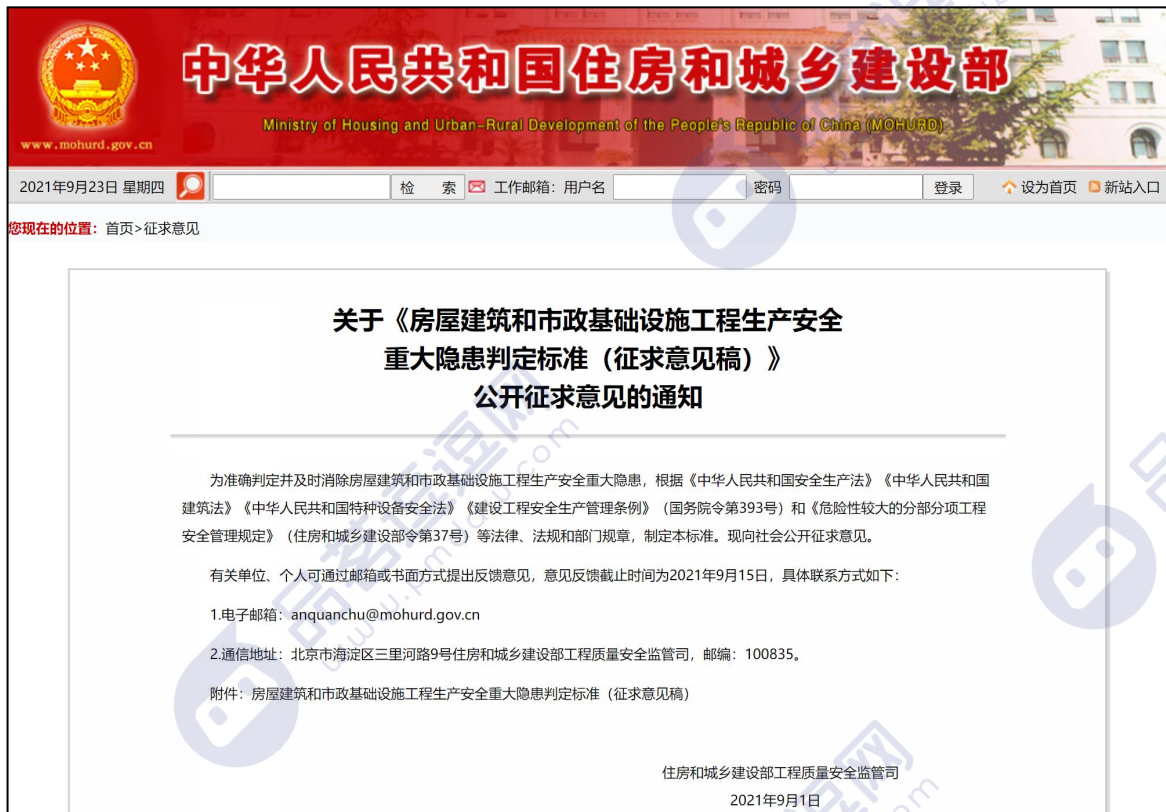 中华人民共和国住房和城乡建设部
Ministry of Housing and Urban-Rural Development of the People's Republic of China (MOHURD)
www.mohurd.gov.cn
2021年9月23日 星期四 检 索 工作邮箱：用户名 密码 登录 设为首页 新站入口
您现在的位置：首页>征求意见
关于《房屋建筑和市政基础设施工程生产安全
重大隐患判定标准（征求意见稿）》
公开征求意见的通知
为准确判定并及时消除房屋建筑和市政基础设施工程生产安全重大隐患，根据《中华人民共和国安全生产法》《中华人民共和国
建筑法》《中华人民共和国特种设备安全法》《建设工程安全生产管理条例》（国务院令第393号）和《危险性较大的分部分项工程
安全管理规定》（住房和城乡建设部令第37号）等法律、法规和部门规章，制定本标准。现向社会公开征求意见。
有关单位、个人可通过邮箱或书面方式提出反馈意见，意见反馈截止时间为2021年9月15日，具体联系方式如下：
1.电子邮箱：anquanchu@mohurd.gov.cn
2.通信地址：北京市海淀区三里河路9号住房和城乡建设部工程质量安全监管司，邮编：100835。
附件：房屋建筑和市政基础设施工程生产安全重大隐患判定标准（征求意见稿）
住房和城乡建设部工程质量安全监管司
2021年9月1日
品茗逗逗网
www.pmdoudou.com